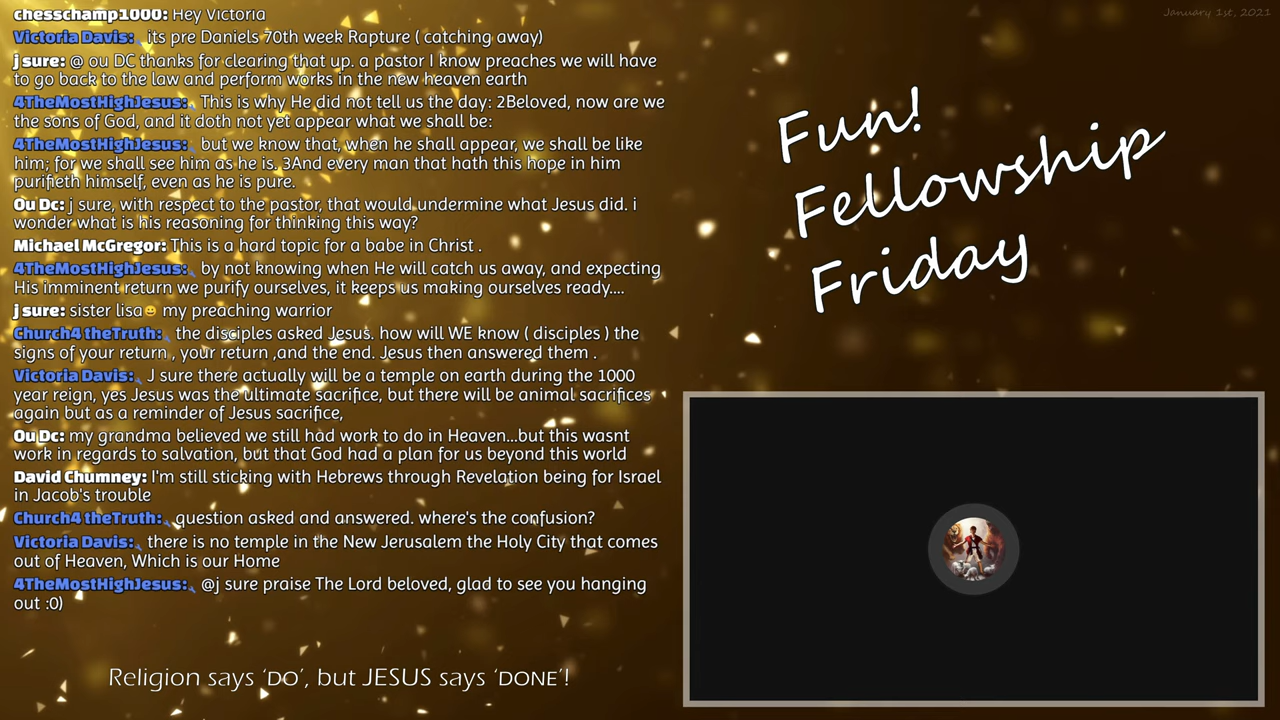 chesschamp1000: Hey Victoria
Victoria Davis: its pre Daniels 70th week Rapture ( catching away)
j sure: @ ou DC thanks for clearing that up. a pastor I know preaches we will have
to go back to the law and perform works in the new heaven earth
4TheMostHighJesus: This is why He did not tell us the day: 2Beloved, now are we
the sons of God, and it doth not yet appear what we shall be:
4TheMostHighJesus: but we know that, when he shall appear, we shall be like
him; for we shall see him as he is. 3And every man that hath this hope in him
purifieth himself, even as he is pure.
Ou Dc: j sure, with respect to the pastor, that would undermine what Jesus did. i
wonder what is his reasoning for thinking this way?
Michael McGregor: This is a hard topic for a babe in Christ .
4TheMostHighJesus: by not knowing when He will catch us away, and expecting
His imminent return we purify ourselves, it keeps us making ourselves ready....
j sure: sister lisa😊 my preaching warrior
Church4 theTruth: the disciples asked Jesus. how will WE know ( disciples ) the
signs of your return , your return ,and the end. Jesus then answered them .
Victoria Davis: J sure there actually will be a temple on earth during the 1000
year reign, yes Jesus was the ultimate sacrifice, but there will be animal sacrifices
again but as a reminder of Jesus sacrifice,
Ou Dc: my grandma believed we still had work to do in Heaven...but this wasnt
work in regards to salvation, but that God had a plan for us beyond this world
David Chumney: I'm still sticking with Hebrews through Revelation being for Israel
in Jacob's trouble
Church4 theTruth: question asked and answered. where's the confusion?
Victoria Davis: there is no temple in the New Jerusalem the Holy City that comes
out of Heaven, Which is our Home
4TheMostHighJesus: @j sure praise The Lord beloved, glad to see you hanging
out :0)
Religion says ‘DO’, but JESUS says ‘DONE’!
January 1st, 2021
Fun!
Fellowship
Friday